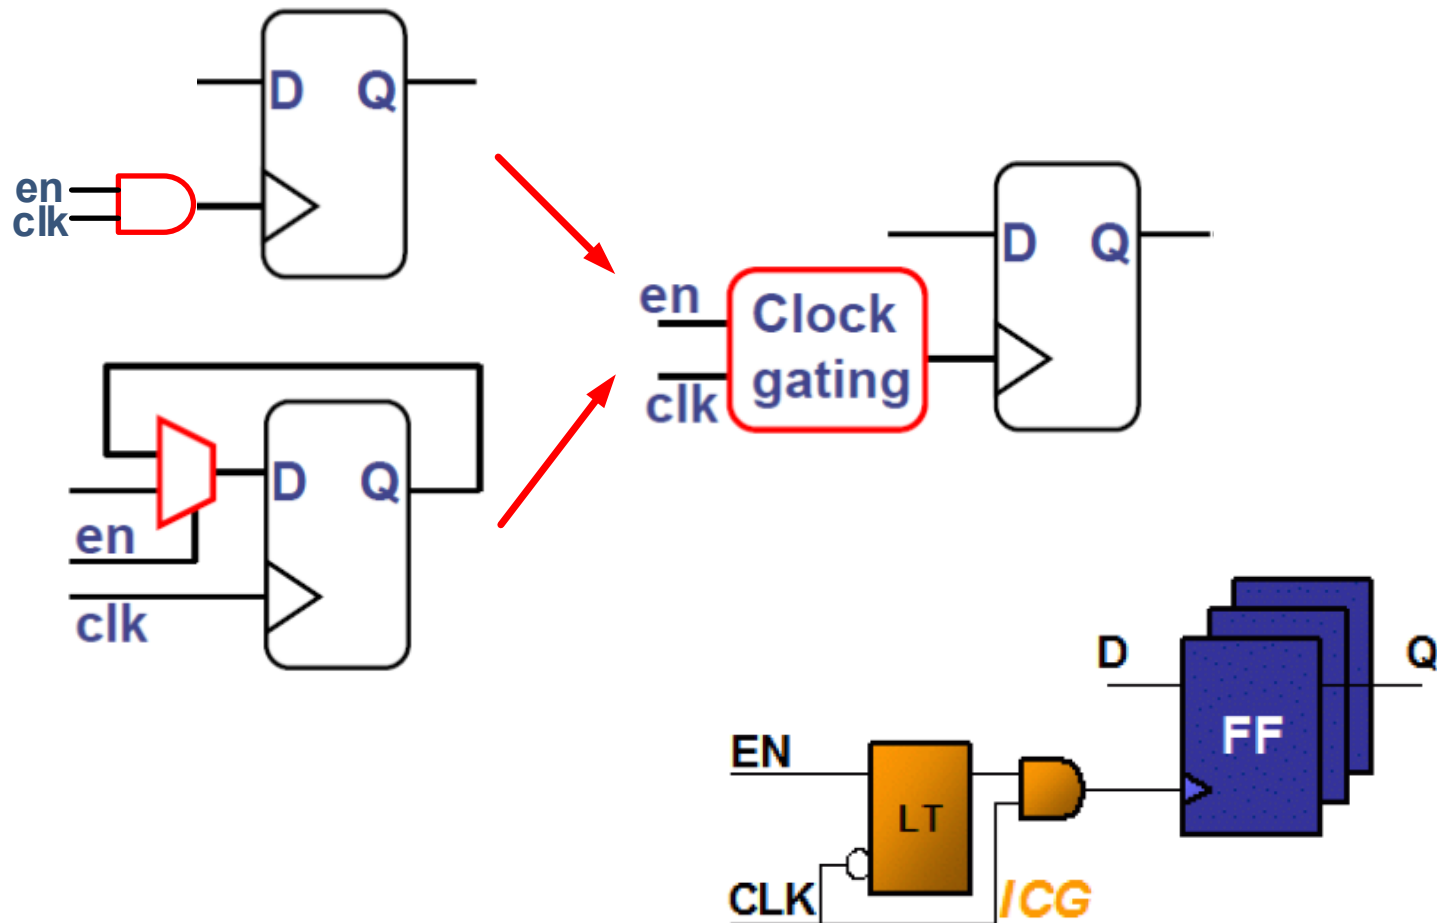 D Q
en
clk
D Q
en
clk
Clock
gating
D Q
en
clk
D Q
FF
EN
LT
CLK
ICG